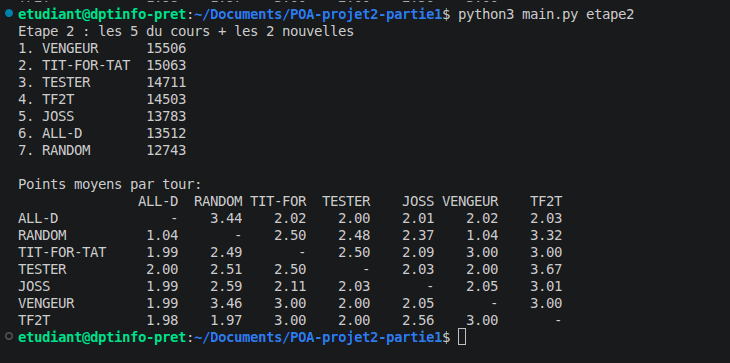 etudiant@dptinfo-pret:~/Documents/POA-projet2-partie1$ python3 main.py etape2
Etape 2 : les 5 du cours + les 2 nouvelles
1. VENGEUR 15506
2. TIT-FOR-TAT 15063
3. TESTER 14711
4. TF2T 14503
5. JOSS 13783
6. ALL-D 13512
7. RANDOM 12743
Points moyens par tour:
ALL-D RANDOM TIT-FOR TESTER JOSS VENGEUR TF2T
ALL-D - 3.44 2.02 2.00 2.01 2.02 2.03
RANDOM 1.04 - 2.50 2.48 2.37 1.04 3.32
TIT-FOR-TAT 1.99 2.49 - 2.50 2.09 3.00 3.00
TESTER 2.00 2.51 2.50 - 2.03 2.00 3.67
JOSS 1.99 2.59 2.11 2.03 - 2.05 3.01
VENGEUR 1.99 3.46 3.00 2.00 2.05 - 3.00
TF2T 1.98 1.97 3.00 2.00 2.56 3.00 -
etudiant@dptinfo-pret:~/Documents/POA-projet2-partie1$